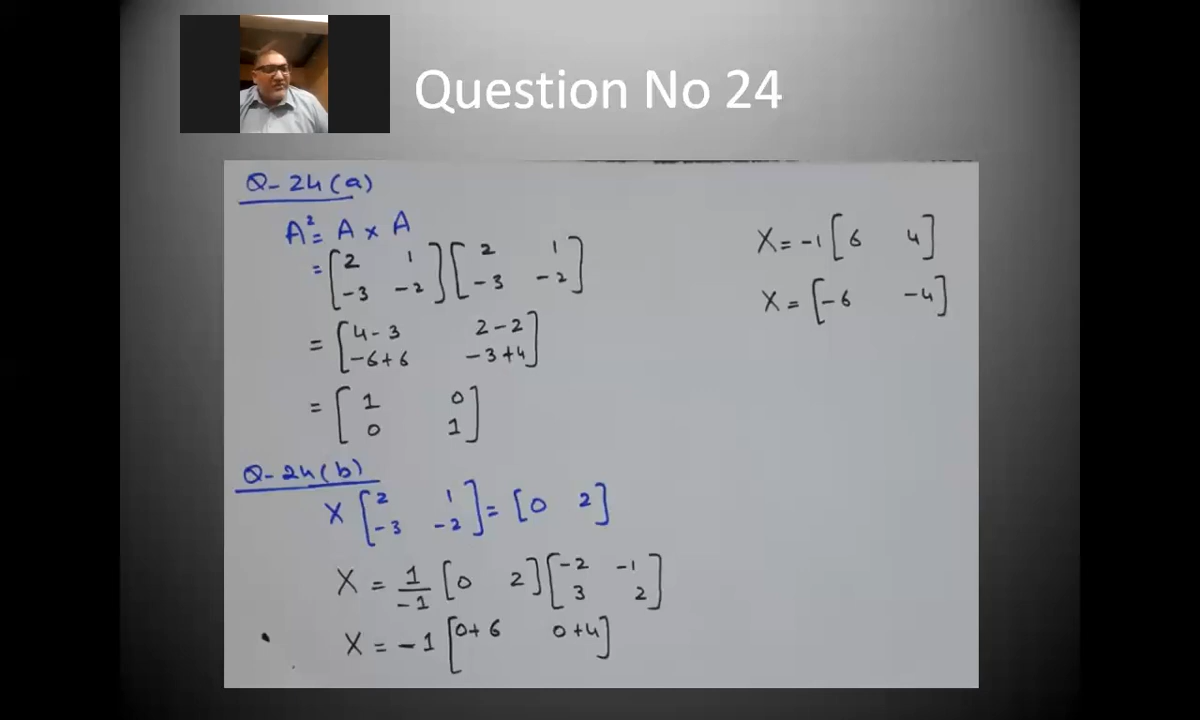 Question No 24
Q-24(a)
A² = A × A
= [2 1] [2 1]
[-3 -2] [-3 -2]
= [4-3 2-2]
[-6+6 -3+4]
= [1 0]
[0 1]
Q-24(b)
X [2 1] = [0 2]
[-3 -2]
X = 1/-1 [0 2] [-2 -1]
[3 2]
X = -1 [0+6 0+4]
X = -1 [6 4]
X = [-6 -4]